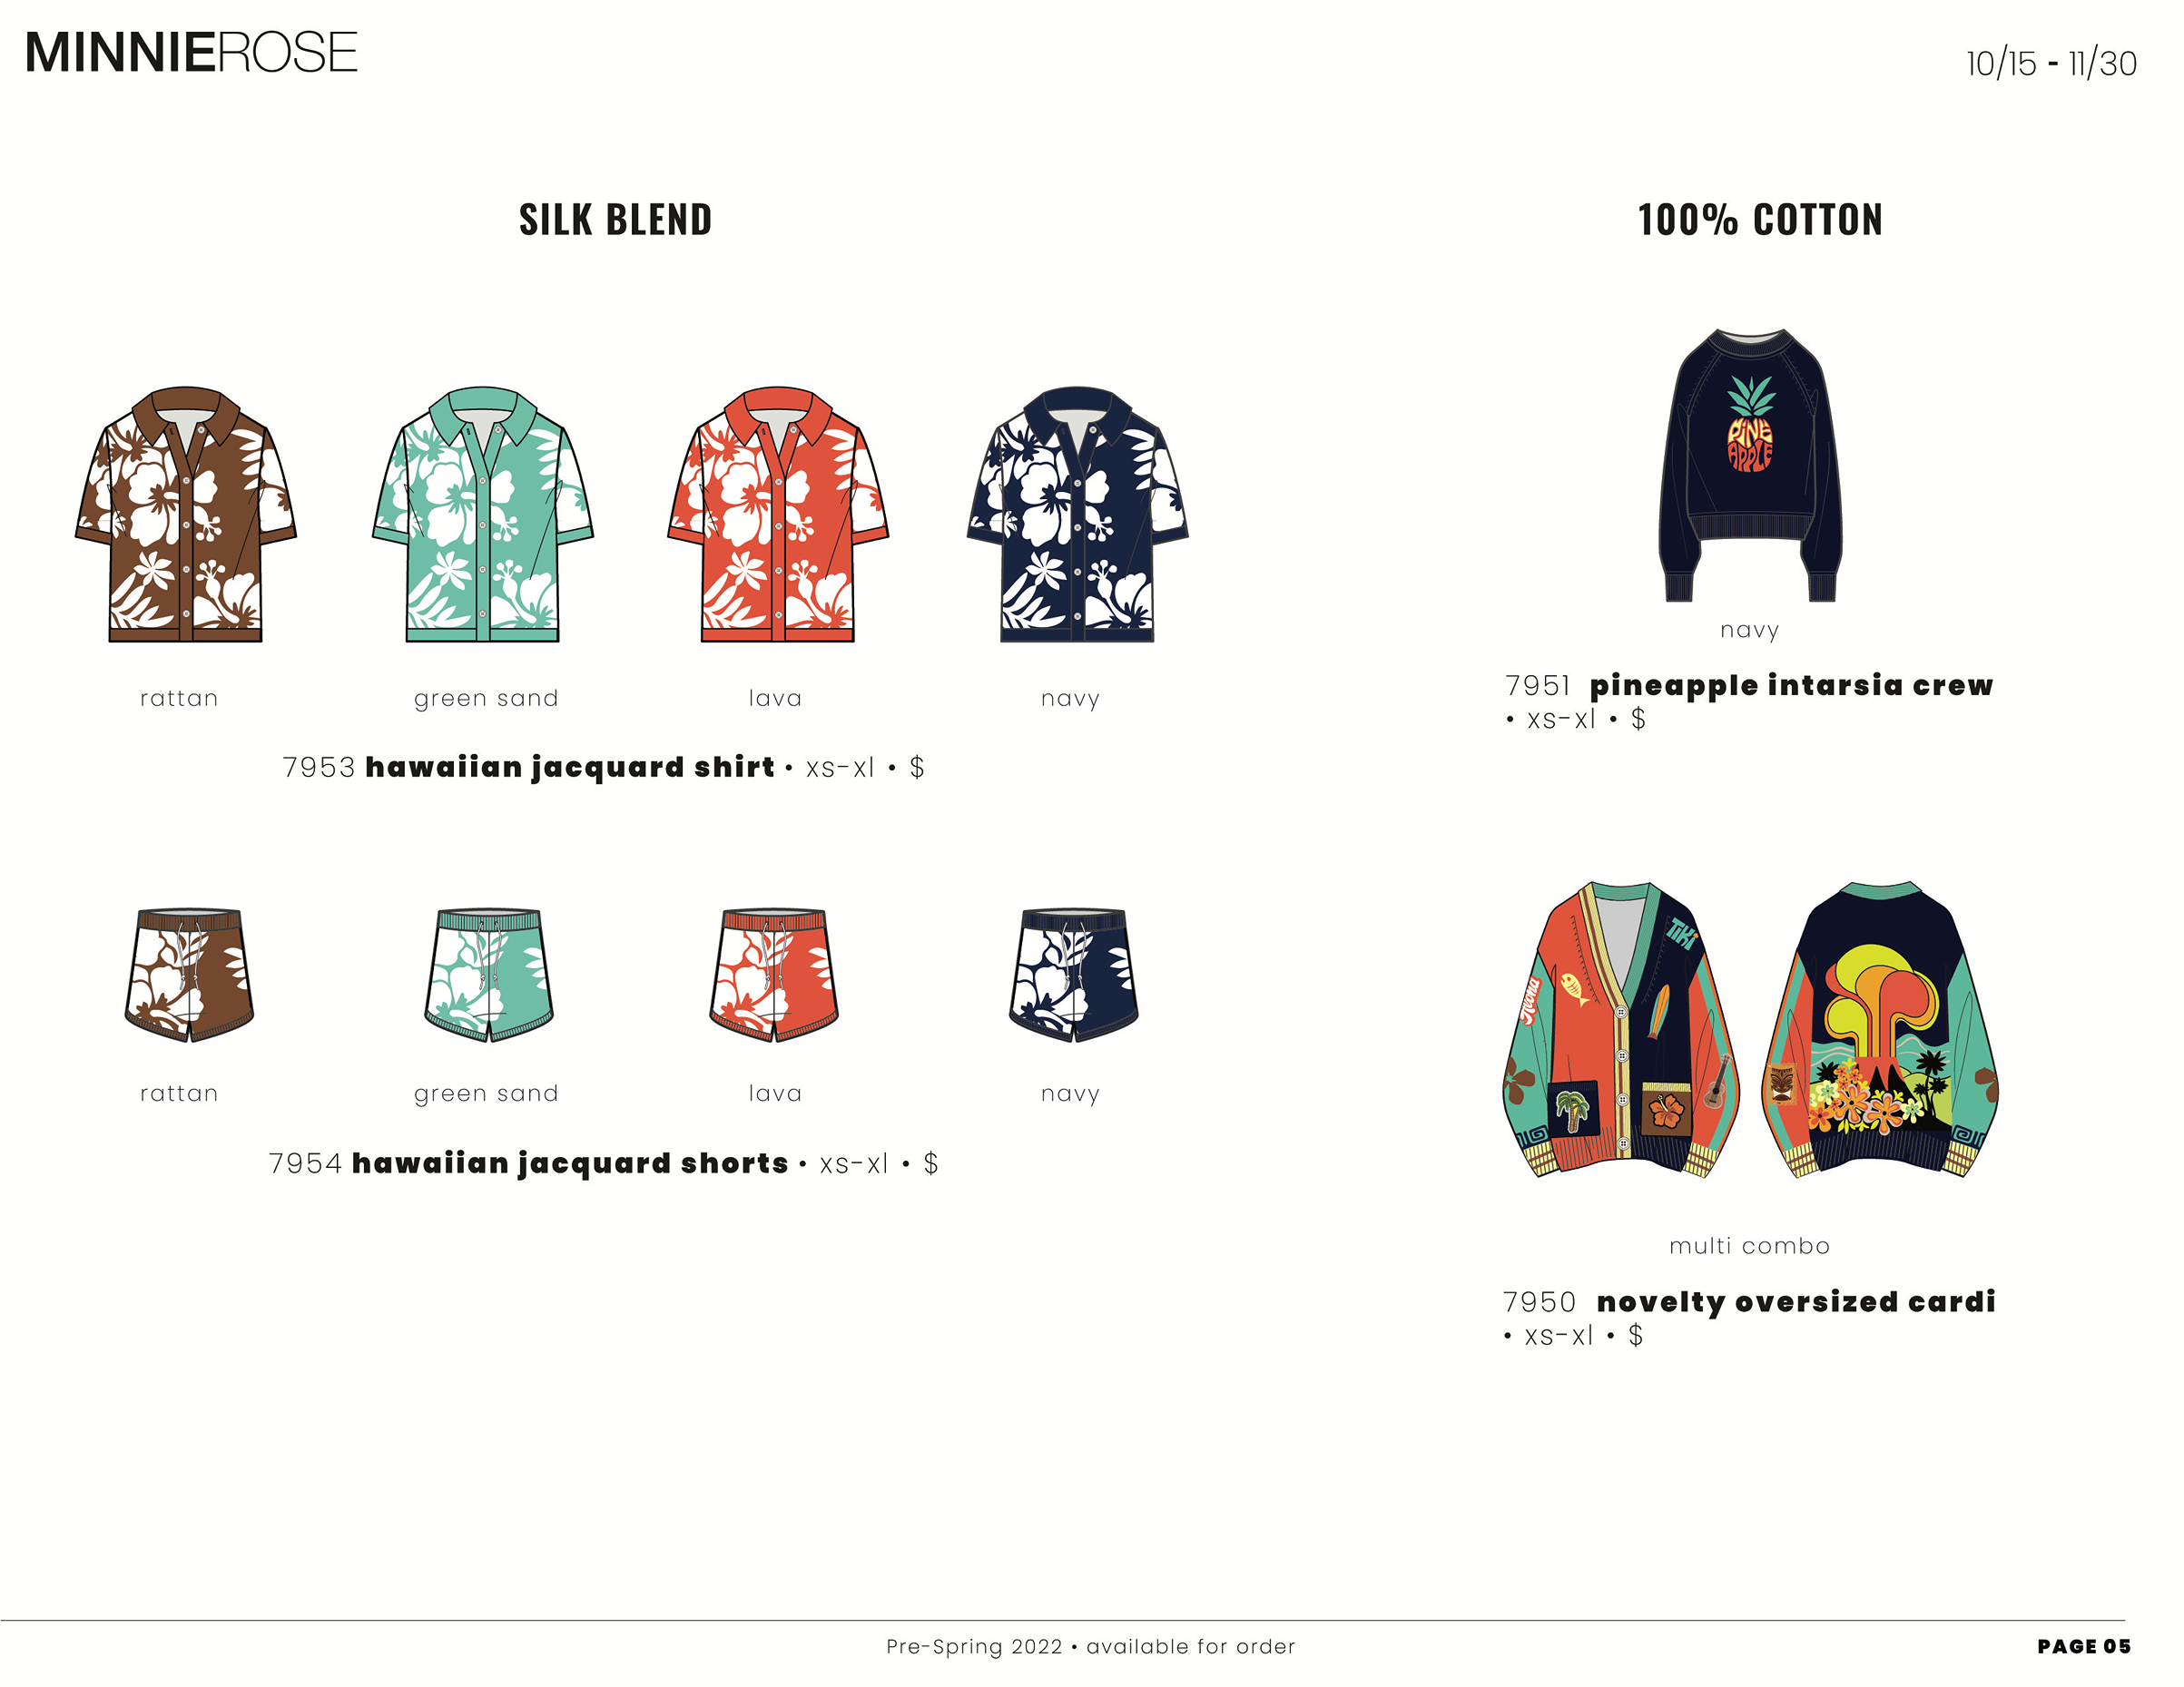 MINNIEROSE
10/15 - 11/30
SILK BLEND
rattan
green sand
lava
navy
7953 hawaiian jacquard shirt • xs-xl • $
rattan
green sand
lava
navy
7954 hawaiian jacquard shorts • xs-xl • $
100% COTTON
PINE
APPLE
navy
7951 pineapple intarsia crew
• xs-xl • $
TIKI
Aloha
multi combo
7950 novelty oversized cardi
• xs-xl • $
Pre-Spring 2022 • available for order
PAGE 05